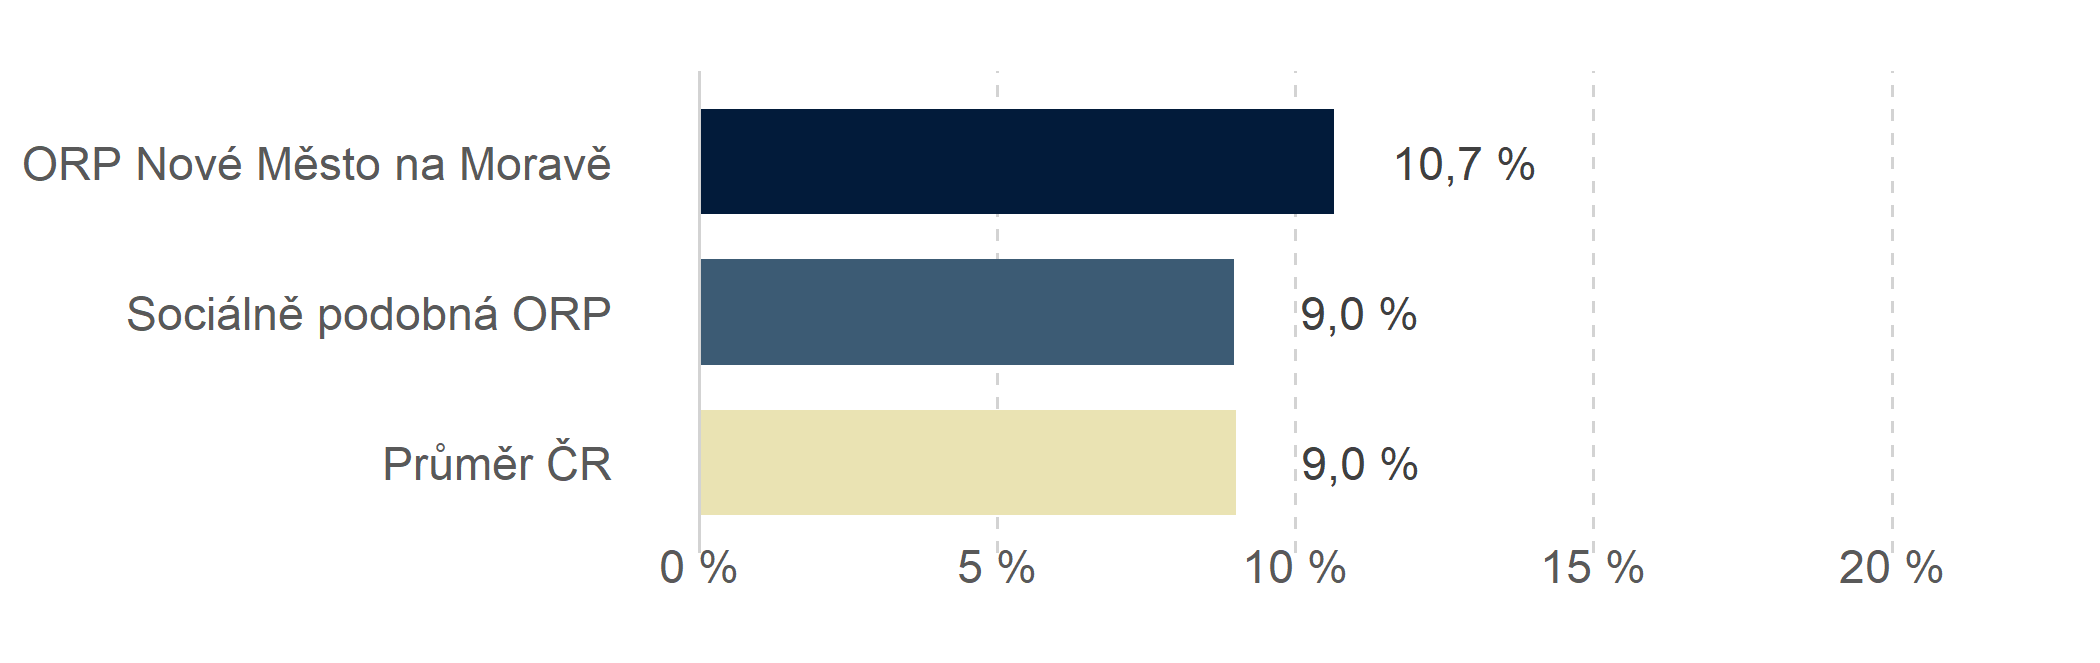 ORP Nové Město na Moravě
10,7 %
Sociálně podobná ORP
9,0 %
Průměr ČR
9,0 %
0 %
5 %
10 %
15 %
20 %